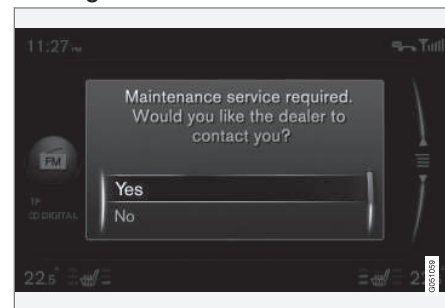 11:27
Maintenance service required.
Would you like the dealer to
contact you?
FM
Yes
No
TP
DIGITAL
22.5°
G051059